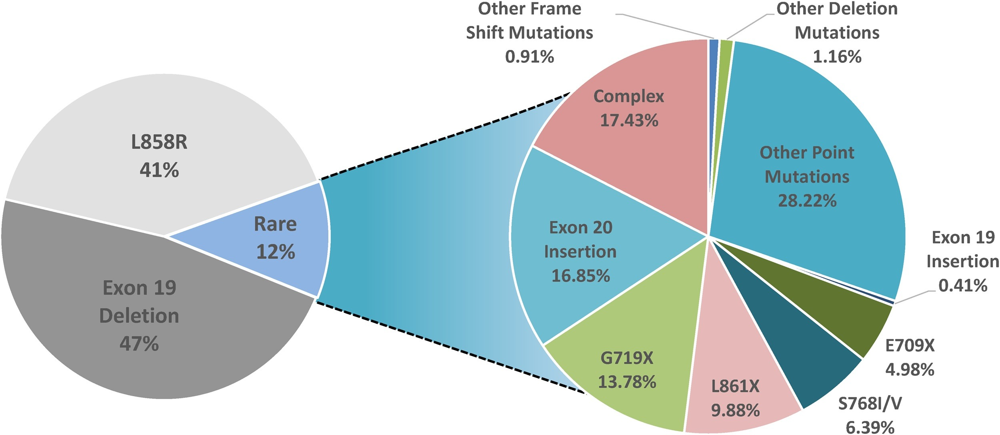 L858R
41%
Rare
12%
Exon 19
Deletion
47%
Other Frame
Shift Mutations
0.91%
Other Deletion
Mutations
1.16%
Complex
17.43%
Other Point
Mutations
28.22%
Exon 20
Insertion
16.85%
Exon 19
Insertion
0.41%
G719X
13.78%
L861X
9.88%
E709X
4.98%
S768I/V
6.39%